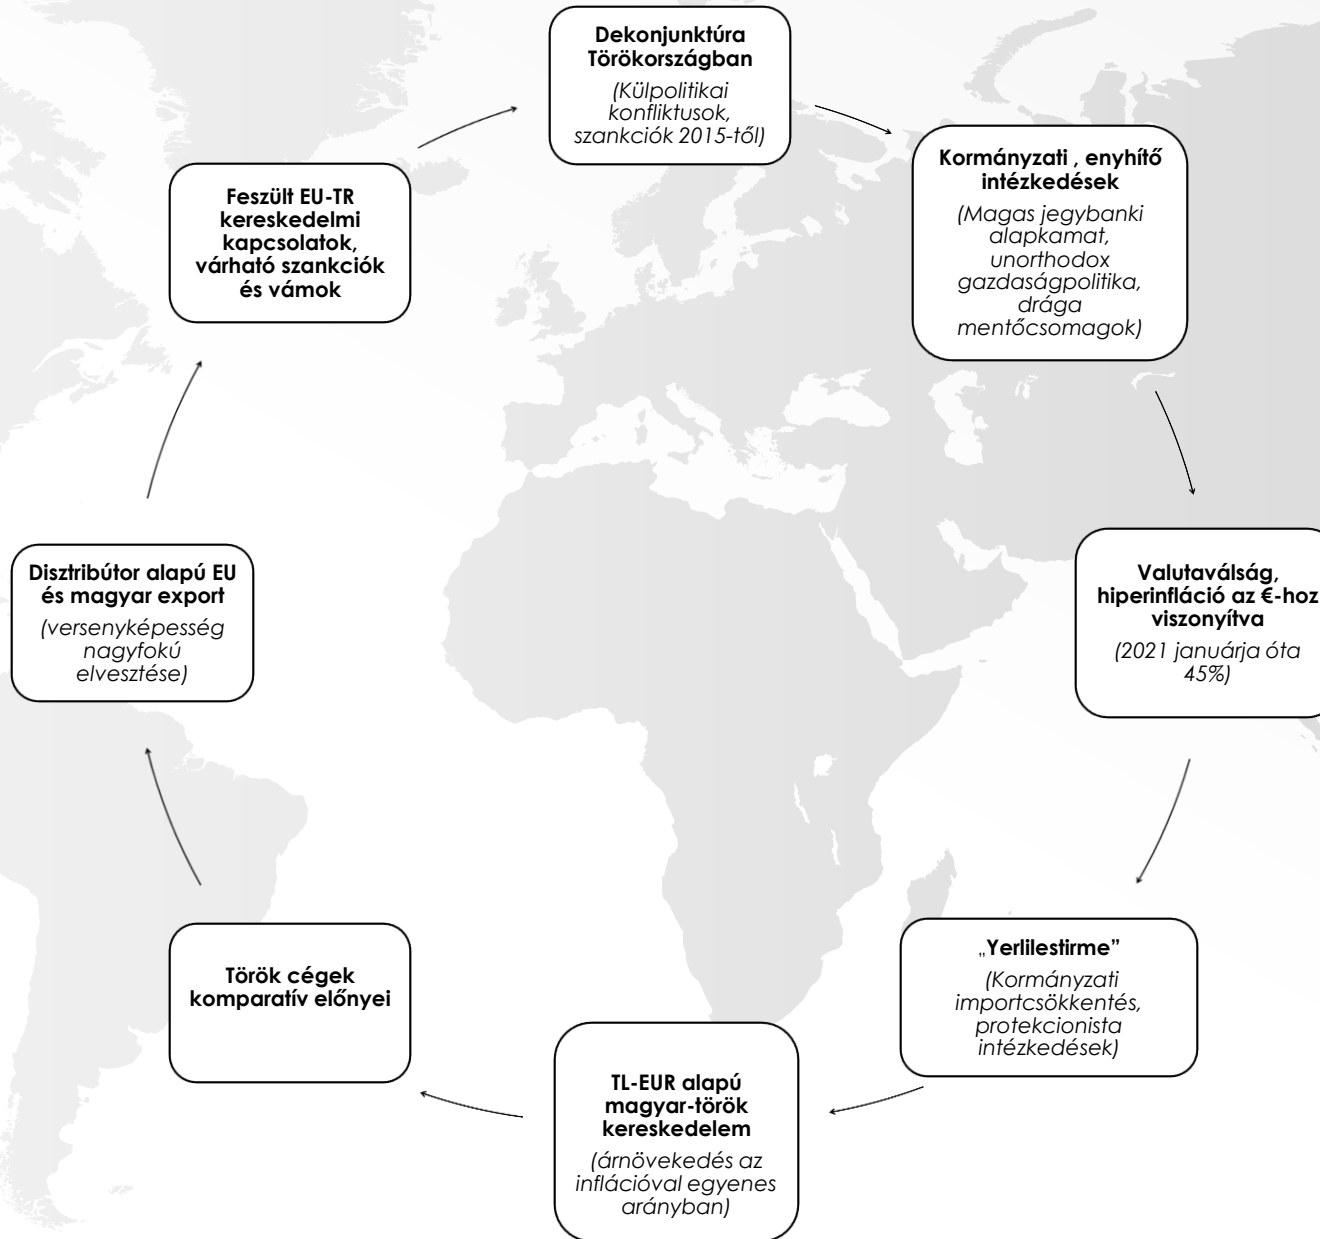 Dekonjunktúra
Törökországban
(Külpolitikai
konfliktusok,
szankciók 2015-től)
Kormányzati , enyhítő
intézkedések
(Magas jegybanki
alapkamat,
unorthodox
gazdaságpolitika,
drága
mentőcsomagok)
Valutaválság,
hiperinfláció az €-hoz
viszonyítva
(2021 januárja óta
45%)
„Yerlilestirme”
(Kormányzati
importcsökkentés,
protekcionista
intézkedések)
TL-EUR alapú
magyar-török
kereskedelem
(árnövekedés az
inflációval egyenes
arányban)
Török cégek
komparatív előnyei
Disztribútor alapú EU
és magyar export
(versenyképesség
nagyfokú
elvesztése)
Feszült EU-TR
kereskedelmi
kapcsolatok,
várható szankciók
és vámok